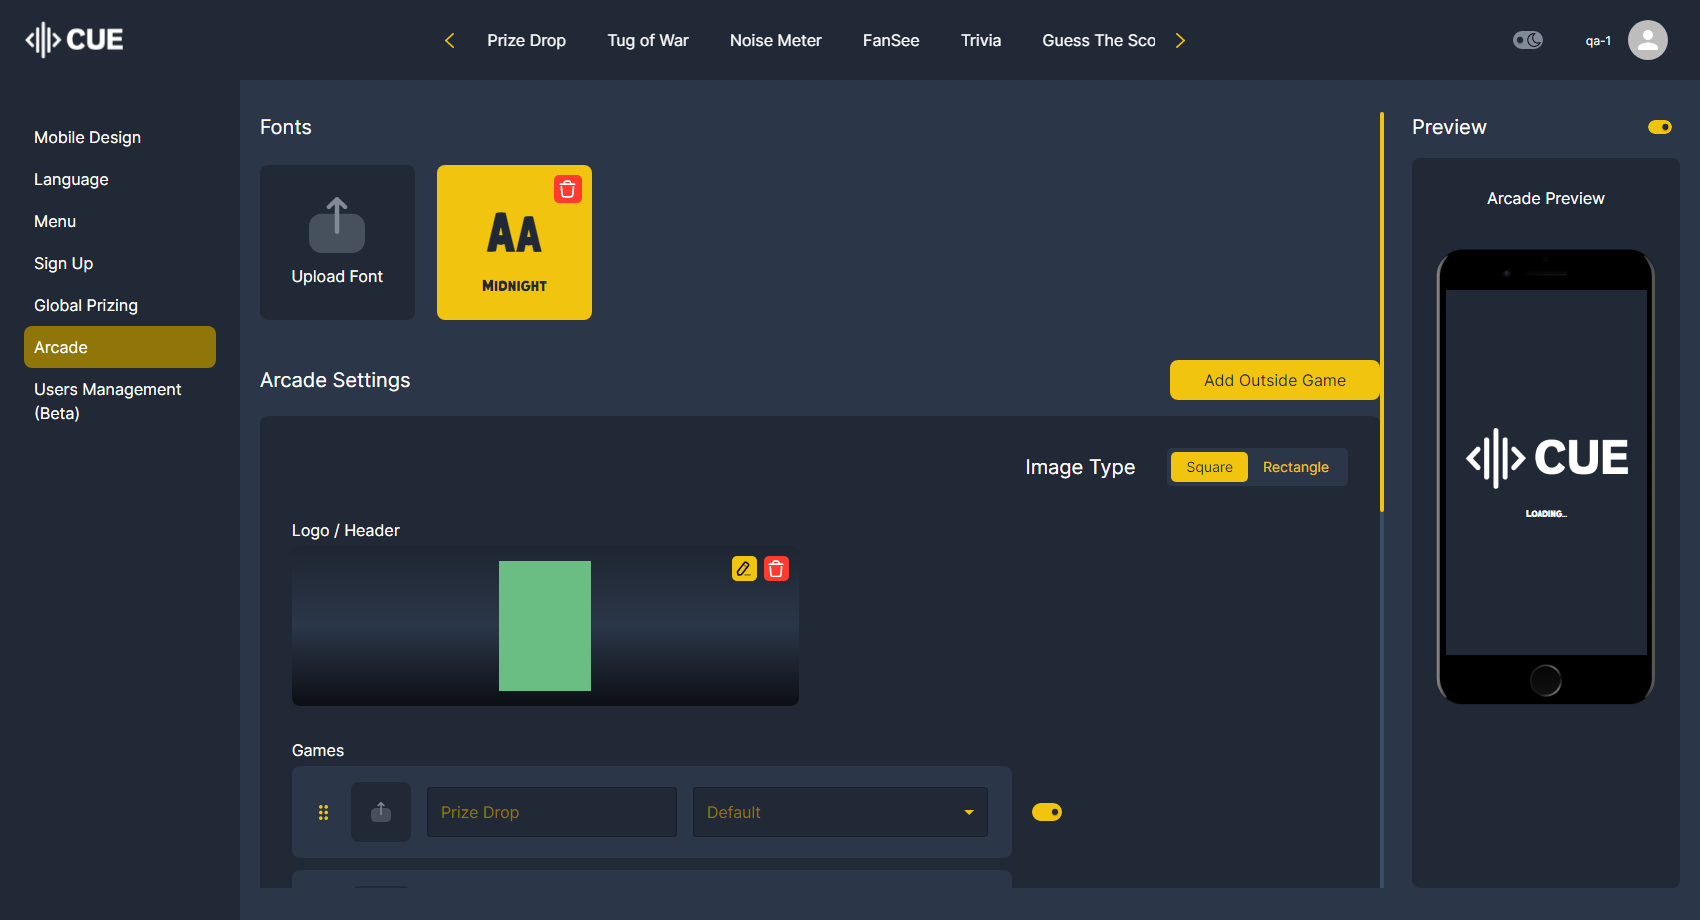 CUE
Prize Drop
Tug of War
Noise Meter
FanSee
Trivia
Guess The Sco
qa-1
Mobile Design
Language
Menu
Sign Up
Global Prizing
Arcade
Users Management
(Beta)
Fonts
Upload Font
AA
MIDNIGHT
Arcade Settings
Add Outside Game
Image Type
Square
Rectangle
Logo / Header
Games
Prize Drop
Default
Preview
Arcade Preview
CUE
LOADING...